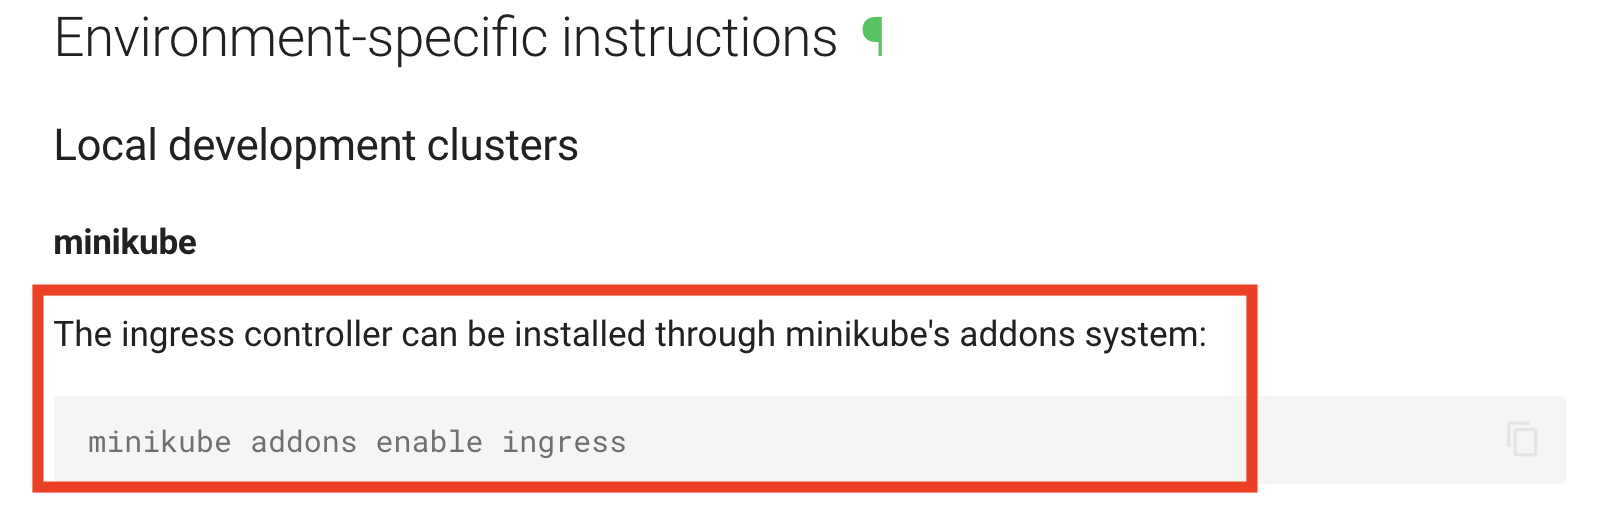 Environment-specific instructions ¶
Local development clusters
minikube
The ingress controller can be installed through minikube's addons system:
minikube addons enable ingress